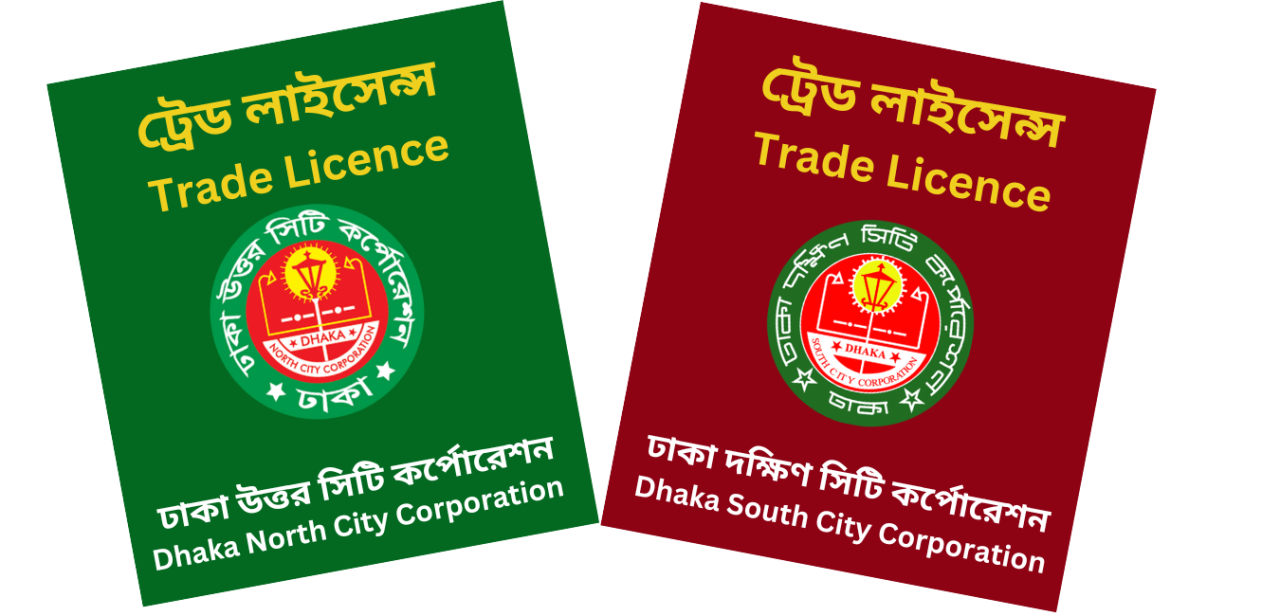 ট্রেড লাইসেন্স
Trade Licence
ঢাকা উত্তর সিটি কর্পোরেশন
DHAKA
NORTH CITY CORPORATION
ঢাকা
ঢাকা উত্তর সিটি কর্পোরেশন
Dhaka North City Corporation
ট্রেড লাইসেন্স
Trade Licence
ঢাকা দক্ষিণ সিটি কর্পোরেশন
DHAKA
SOUTH CITY CORPORATION
ঢাকা
ঢাকা দক্ষিণ সিটি কর্পোরেশন
Dhaka South City Corporation